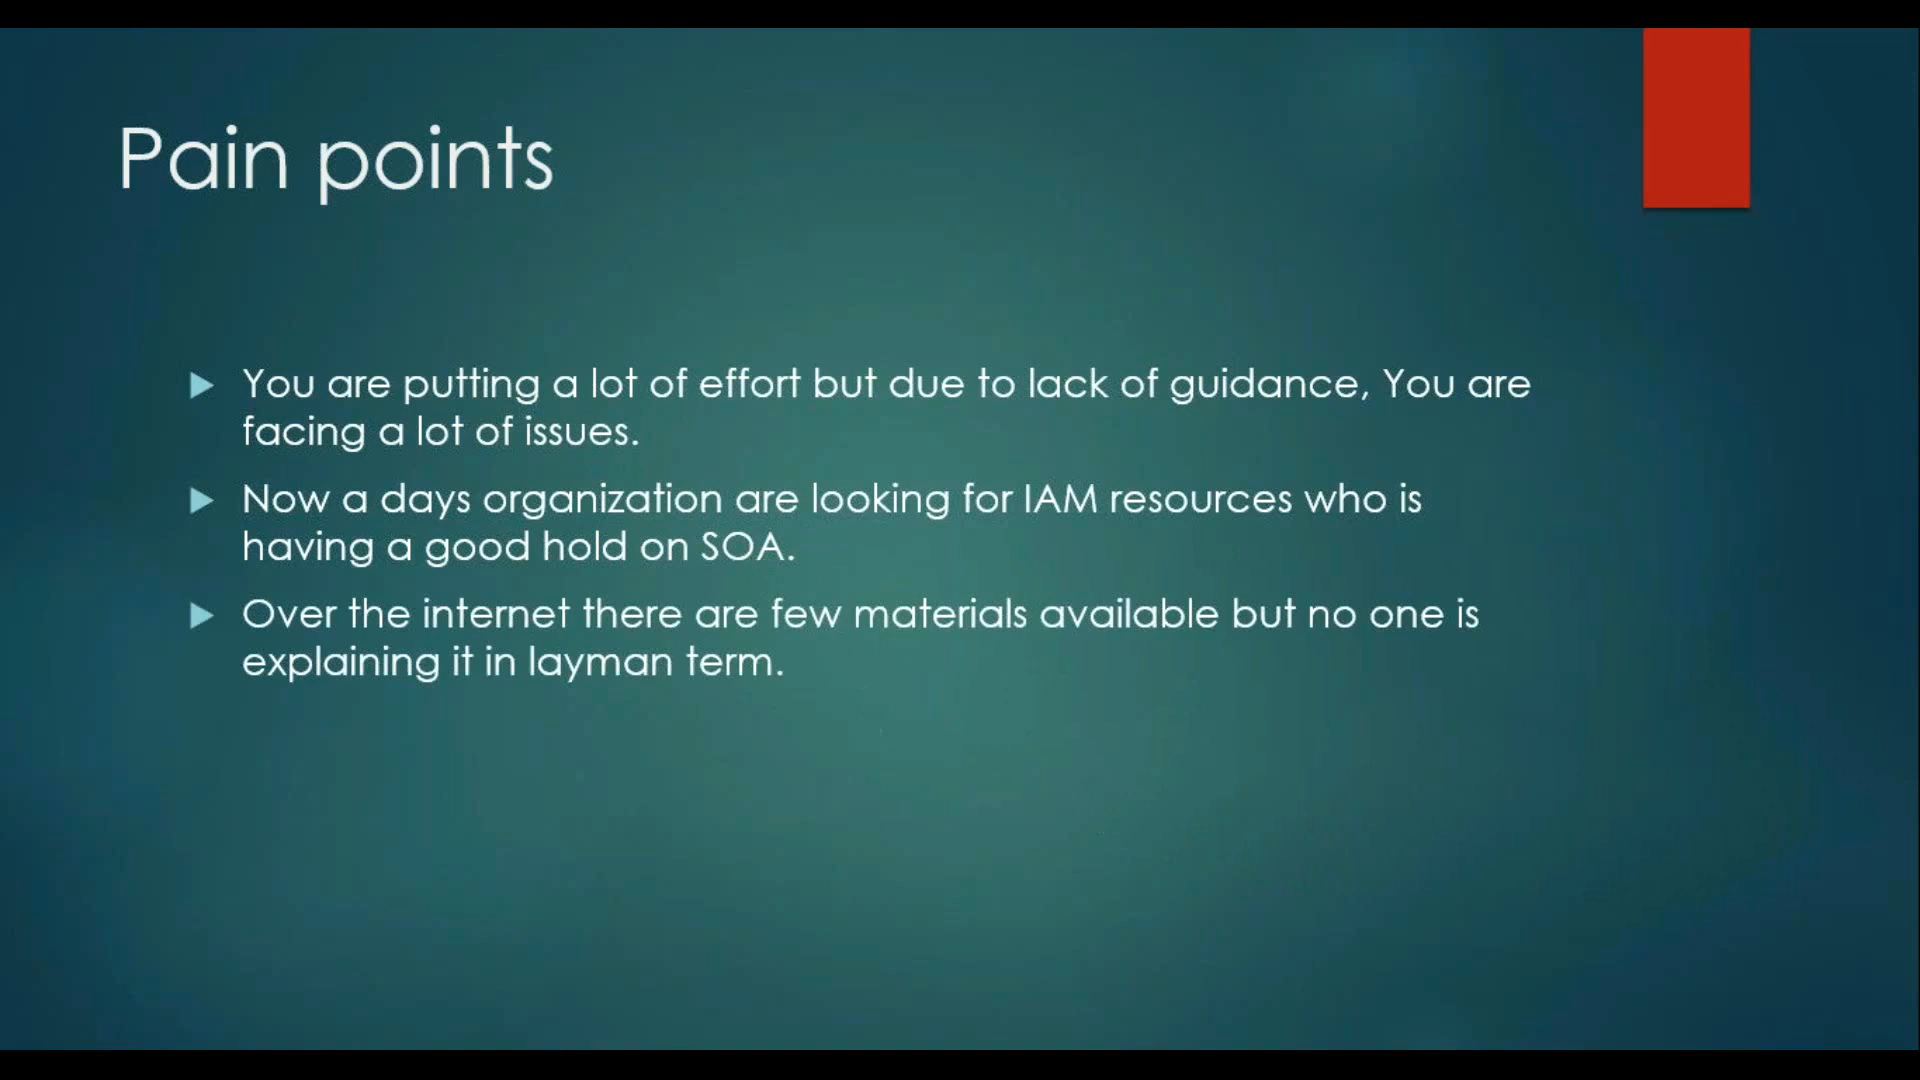 Pain points
You are putting a lot of effort but due to lack of guidance, You are
facing a lot of issues.
Now a days organization are looking for IAM resources who is
having a good hold on SOA.
Over the internet there are few materials available but no one is
explaining it in layman term.